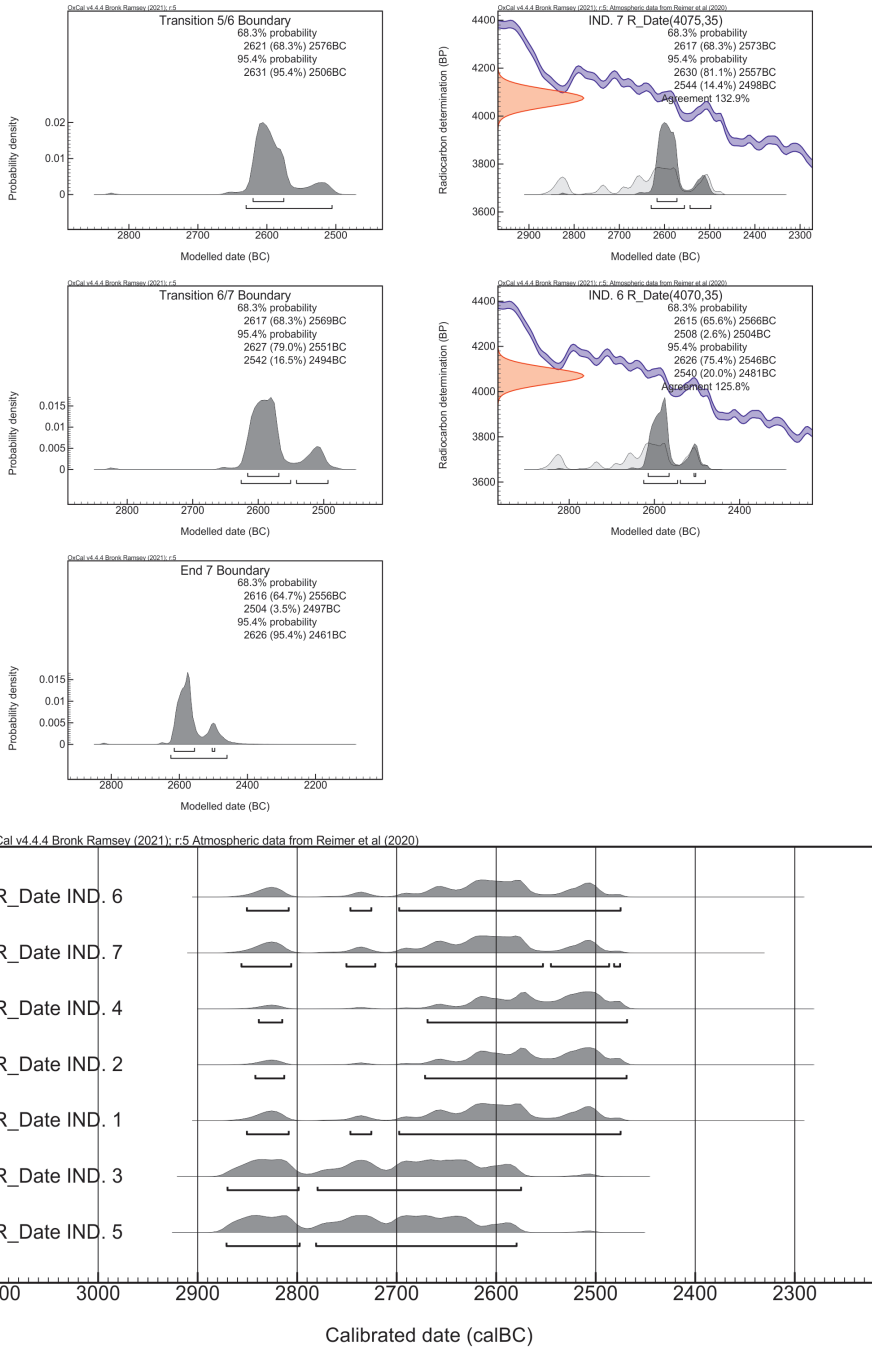 OxCal v4.4.4 Bronk Ramsey (2021); r:5
Transition 5/6 Boundary
68.3% probability
2621 (68.3%) 2576BC
95.4% probability
2631 (95.4%) 2506BC
Probability density
0.02
0.01
0
2800 2700 2600 2500
Modelled date (BC)
OxCal v4.4.4 Bronk Ramsey (2021); r:5; Atmospheric data from Reimer et al (2020)
IND. 7 R_Date(4075,35)
68.3% probability
2617 (68.3%) 2573BC
95.4% probability
2630 (81.1%) 2557BC
2544 (14.4%) 2498BC
Agreement 132.9%
Radiocarbon determination (BP)
4400
4200
4000
3800
3600
2900 2800 2700 2600 2500 2400 2300
Modelled date (BC)
OxCal v4.4.4 Bronk Ramsey (2021); r:5
Transition 6/7 Boundary
68.3% probability
2617 (68.3%) 2569BC
95.4% probability
2627 (79.0%) 2551BC
2542 (16.5%) 2494BC
Probability density
0.015
0.01
0.005
0
2800 2700 2600 2500
Modelled date (BC)
OxCal v4.4.4 Bronk Ramsey (2021); r:5; Atmospheric data from Reimer et al (2020)
IND. 6 R_Date(4070,35)
68.3% probability
2615 (65.6%) 2566BC
2508 (2.6%) 2504BC
95.4% probability
2626 (75.4%) 2546BC
2540 (20.0%) 2481BC
Agreement 125.8%
Radiocarbon determination (BP)
4400
4200
4000
3800
3600
2800 2600 2400
Modelled date (BC)
OxCal v4.4.4 Bronk Ramsey (2021); r:5
End 7 Boundary
68.3% probability
2616 (64.7%) 2556BC
2504 (3.5%) 2497BC
95.4% probability
2626 (95.4%) 2461BC
Probability density
0.015
0.01
0.005
0
2800 2600 2400 2200
Modelled date (BC)
Cal v4.4.4 Bronk Ramsey (2021); r:5 Atmospheric data from Reimer et al (2020)
R_Date IND. 6
R_Date IND. 7
R_Date IND. 4
R_Date IND. 2
R_Date IND. 1
R_Date IND. 3
R_Date IND. 5
00 3000 2900 2800 2700 2600 2500 2400 2300
Calibrated date (calBC)